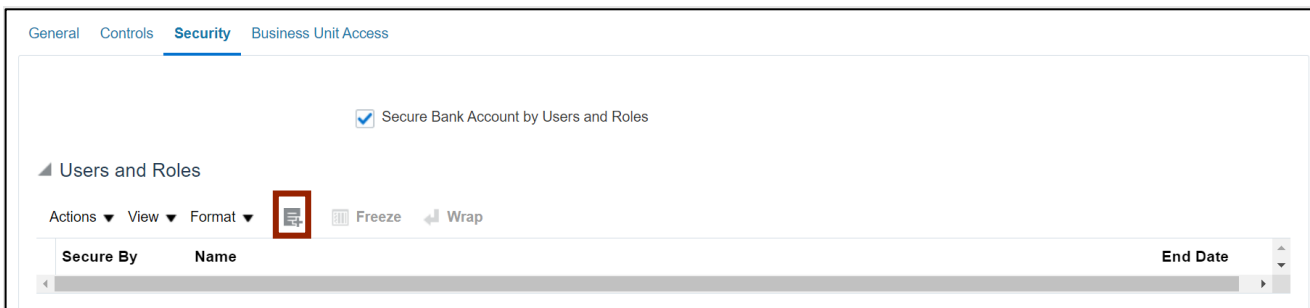 General Controls Security Business Unit Access
Secure Bank Account by Users and Roles
Users and Roles
Actions View Format Freeze Wrap
Secure By Name End Date